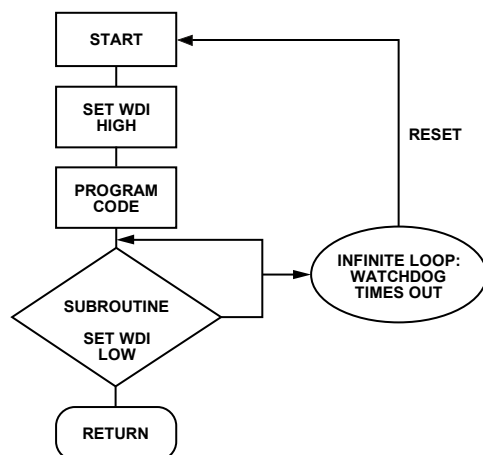 START
SET WDI
HIGH
RESET
PROGRAM
CODE
SUBROUTINE
SET WDI
LOW
INFINITE LOOP:
WATCHDOG
TIMES OUT
RETURN